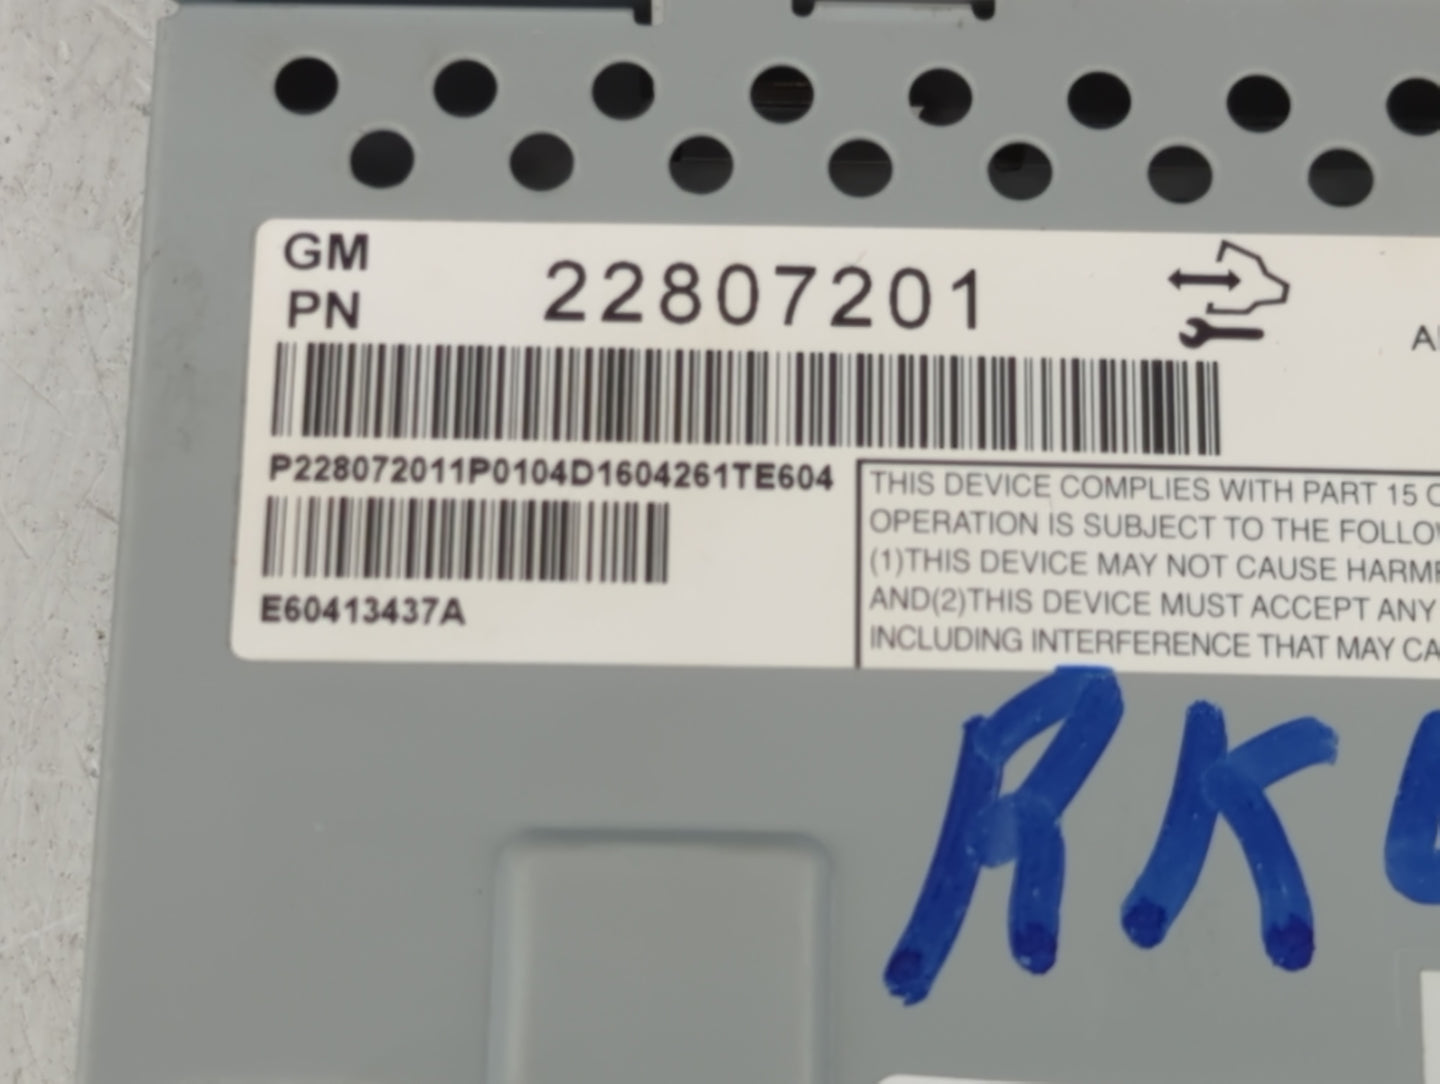 GM
PN
22807201
P228072011P0104D1604261TE604
E60413437A
THIS DEVICE COMPLIES WITH PART 15
OPERATION IS SUBJECT TO THE
(1)THIS DEVICE MAY NOT CAUSE
AND(2)THIS DEVICE MUST ACCEPT ANY
INCLUDING INTERFERENCE THAT MAY
RK